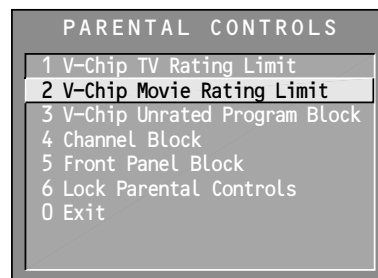 PARENTAL CONTROLS
1 V-Chip TV Rating Limit
2 V-Chip Movie Rating Limit
3 V-Chip Unrated Program Block
4 Channel Block
5 Front Panel Block
6 Lock Parental Controls
0 Exit